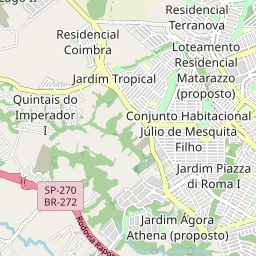 Residencial
Terranova
Residencial
Coimbra
Loteamento
Residencial
Matarazzo
(proposto)
Jardim Tropical
Quintais do
Imperador
I
Conjunto Habitacional
Júlio de Mesquita
Filho
Jardim Piazza
di Roma I
SP-270
BR-272
Jardim Ágora
Athena (proposto)